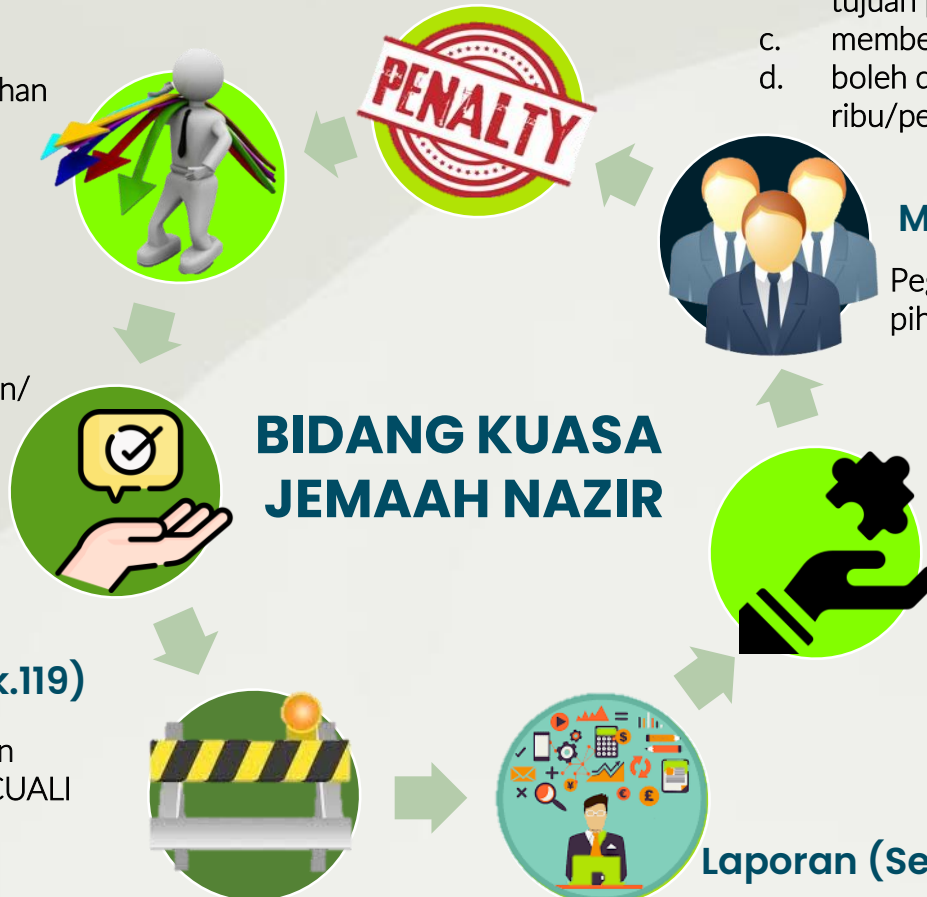 tujuan
c. membe
d. boleh
ribu/pe
han
PENALTY
M
Peg
pih
n/
BIDANG KUASA
JEMAAH NAZIR
k.119)
n
CUALI
Laporan (Se